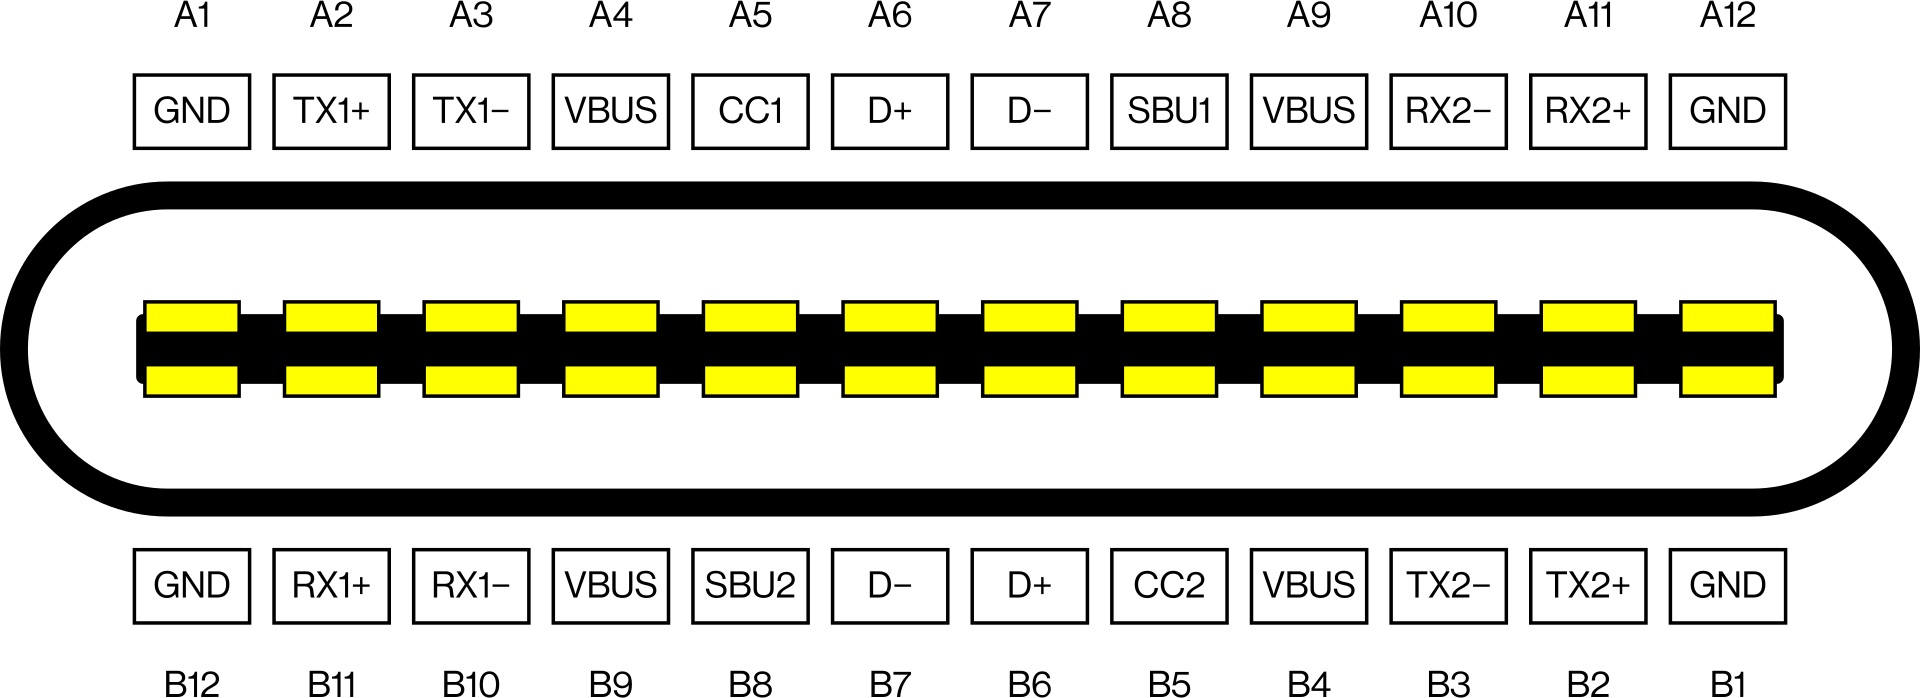 A1 A2 A3 A4 A5 A6 A7 A8 A9 A10 A11 A12
GND TX1+ TX1− VBUS CC1 D+ D− SBU1 VBUS RX2− RX2+ GND
GND RX1+ RX1− VBUS SBU2 D− D+ CC2 VBUS TX2− TX2+ GND
B12 B11 B10 B9 B8 B7 B6 B5 B4 B3 B2 B1